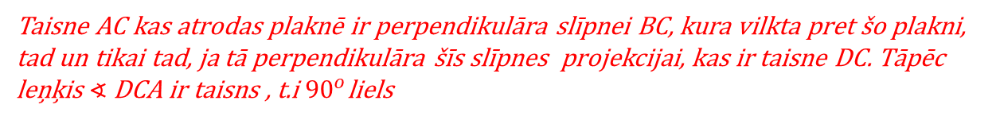 Taisne AC kas atrodas plaknē ir perpendikulāra slīpnei BC, kura vilkta pret šo plakni,
tad un tikai tad, ja tā perpendikulāra šīs slīpnes projekcijai, kas ir taisne DC. Tāpēc
leņķis ∢ DCA ir taisns , t.i 90⁰ liels